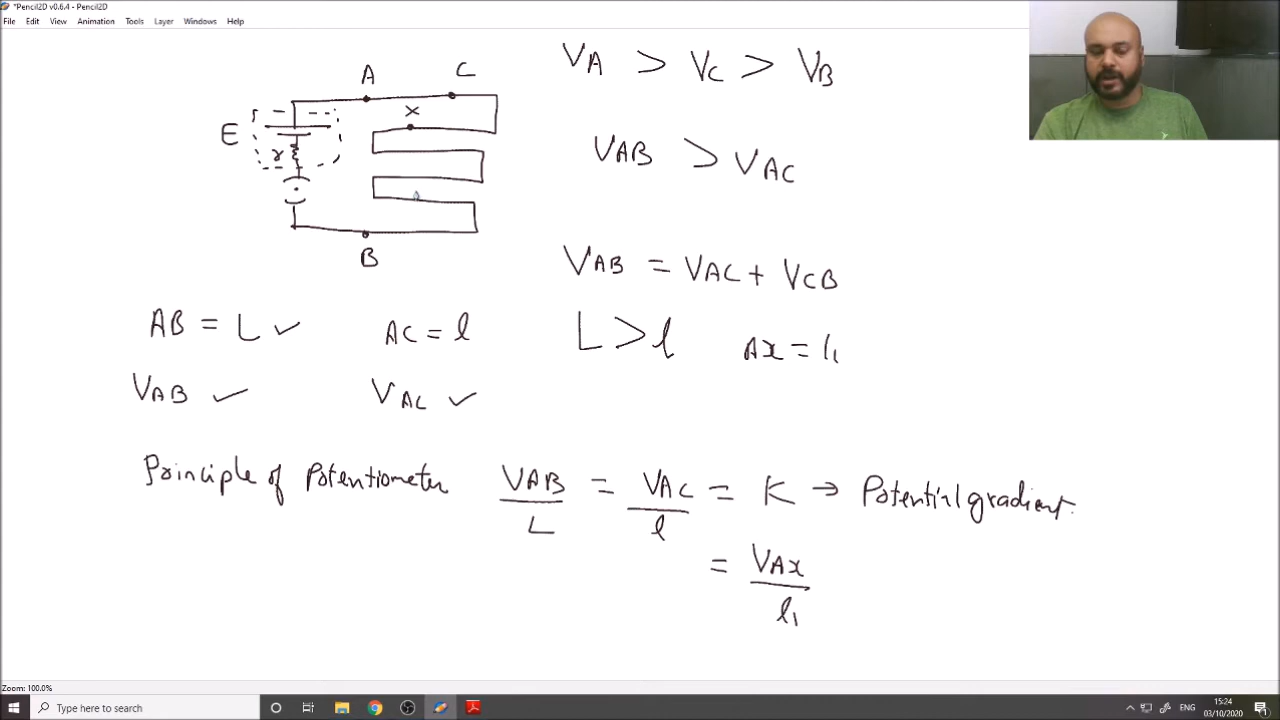 *Pencil2D v0.6.4 - Pencil2D
File Edit View Animation Tools Layer Windows Help
A C
x
E
r
B
VA > VC > VB
VAB > VAC
VAB = VAC + VCB
AB = L ✓ AC = l L > l Ax = l1
VAB ✓ VAC ✓
Principle of Potentiometer VAB/L = VAC/l = K → Potential gradient.
= VAx/l1
Zoom: 100.0%
Type here to search
ENG 15:24
03/10/2020